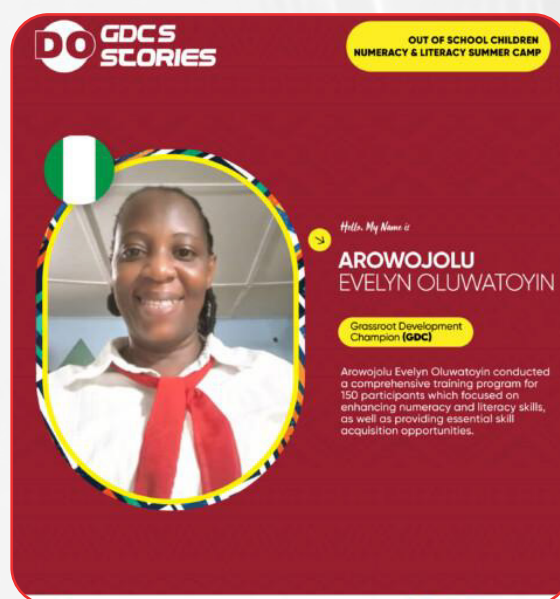 DO GDCS
STORIES
OUT OF SCHOOL CHILDREN
NUMERACY & LITERACY SUMMER CAMP
Hello, My Name is
AROWOJOLU
EVELYN OLUWATOYIN
Grassroot Development
Champion (GDC)
Arowojolu Evelyn Oluwatoyin conducted
a comprehensive training program for
150 participants which focused on
enhancing numeracy and literacy skills,
as well as providing essential skill
acquisition opportunities.